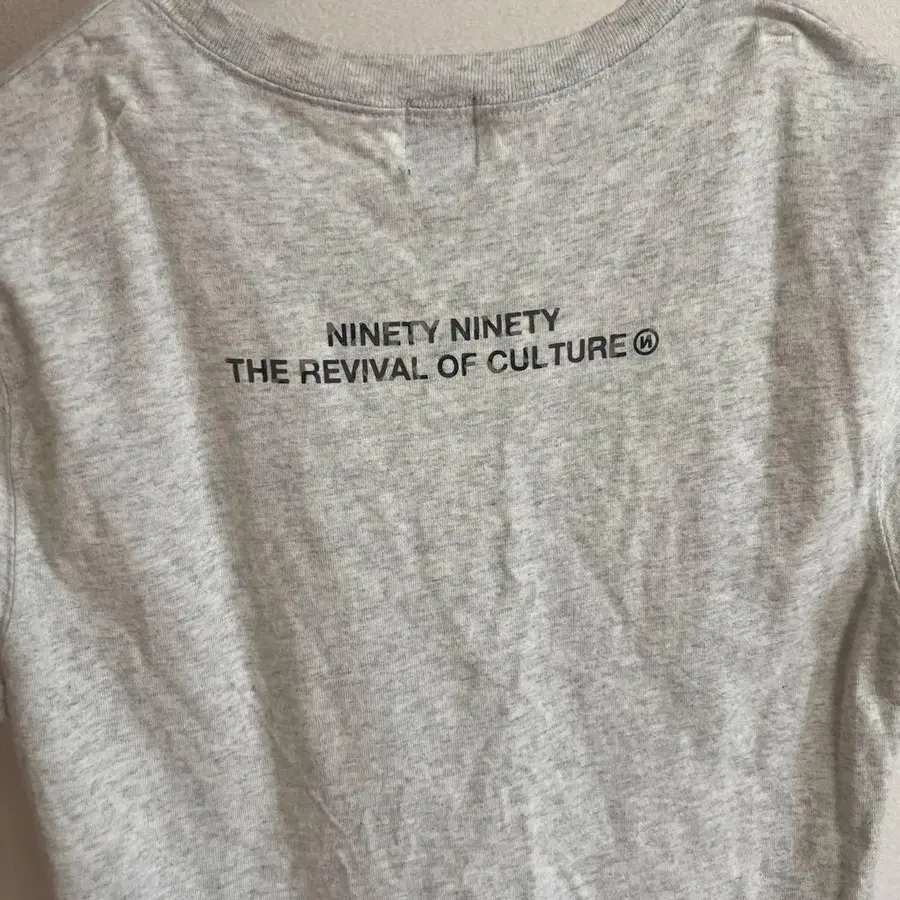 NINETY NINETY
THE REVIVAL OF CULTURE Ⓝ